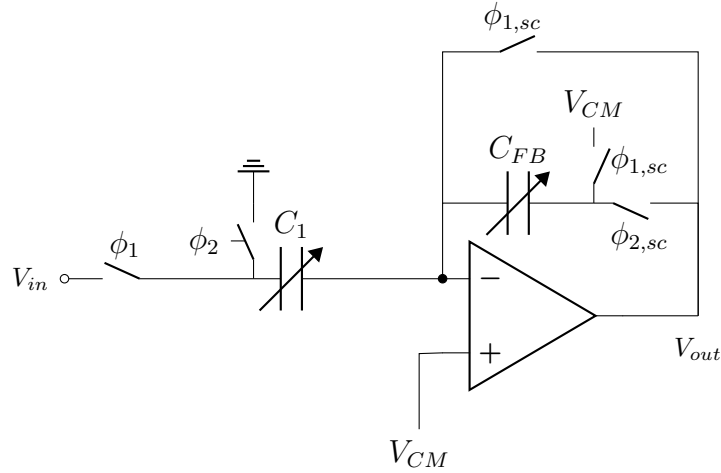 ϕ1,sc
VCM
CFB
ϕ1,sc
C1
ϕ2
ϕ2,sc
ϕ1
Vin
−
+
Vout
VCM